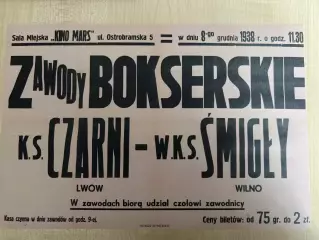 Sala Miejska „KINO MARS" ul. Ostrobramska 5 = w dniu 8-go grudnia 1938 r. o godz. 11.30
ZAWODY BOKSERSKIE
K.S. CZARNI - W.K.S. ŚMIGŁY
LWÓW WILNO
W zawodach biorą udział czołowi zawodnicy
Kasa czynna w dniu zawodów od godz. 9-ej. Ceny biletów: od 75 gr. do 2 zł.